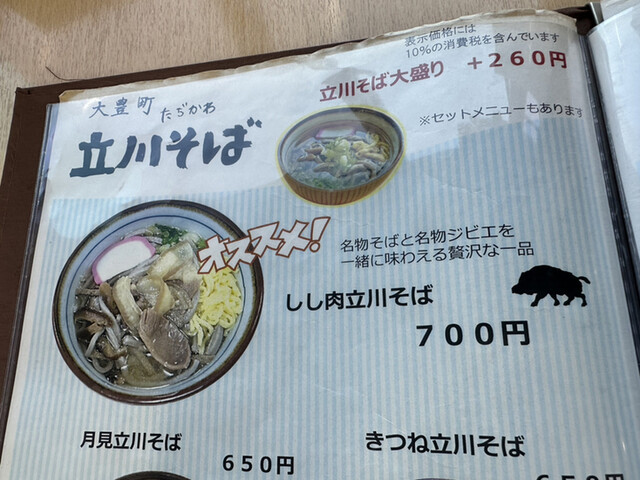 表示価格には
10%の消費税を含んでいます
立川そば大盛り ＋２６０円
※セットメニューもあります
大豊町 たぢかわ
立川そば
オススメ!
名物そばと名物ジビエを
一緒に味わえる贅沢な一品
しし肉立川そば
７００円
月見立川そば
６５０円
きつね立川そば
６５０円